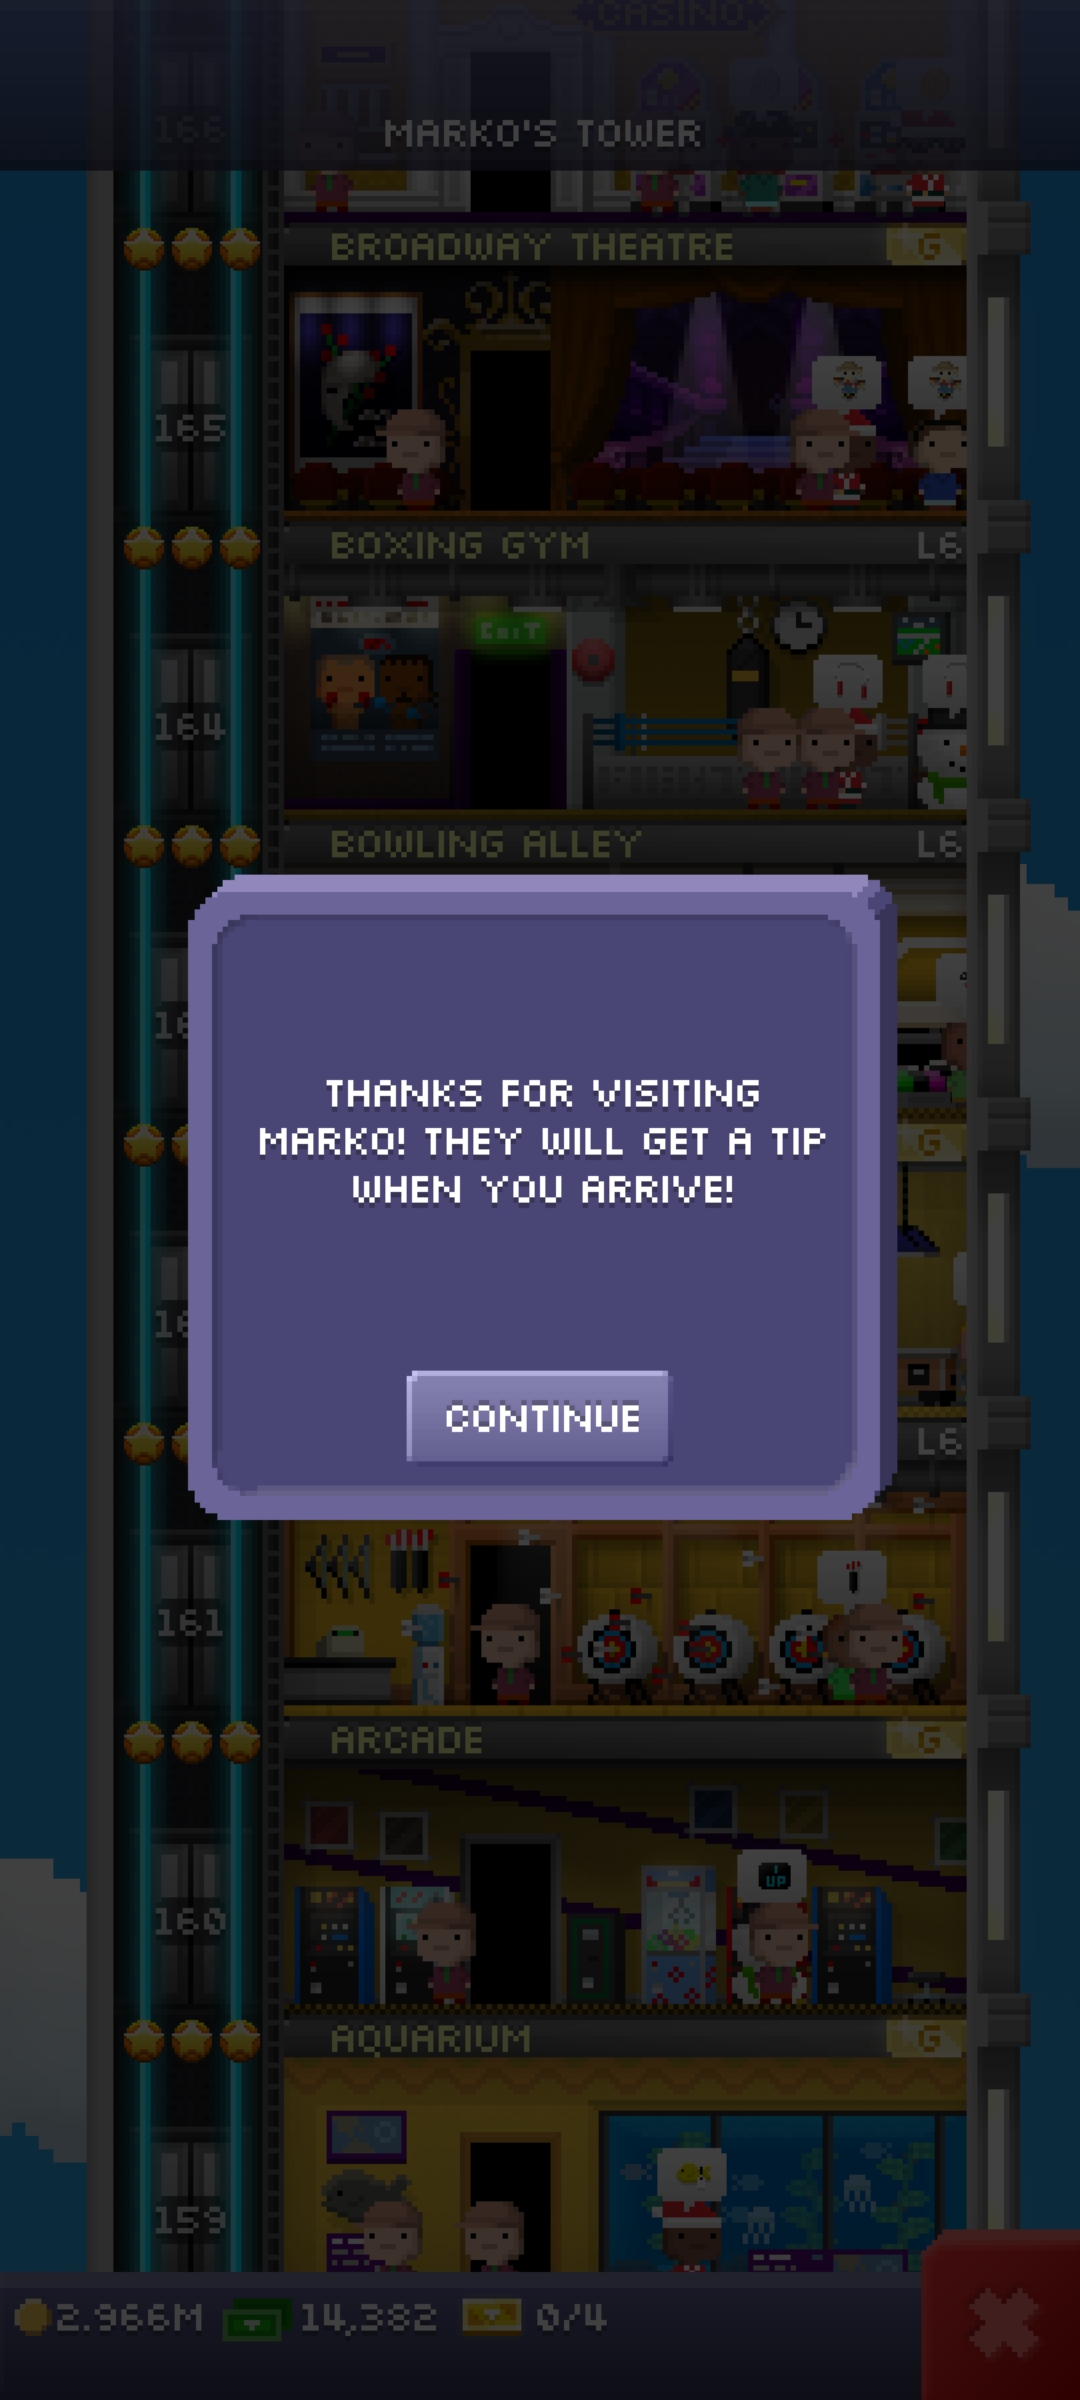 CASINO
166
MARKO'S TOWER
BROADWAY THEATRE
G
165
BOXING GYM
L6
EXIT
164
BOWLING ALLEY
L6
G
THANKS FOR VISITING
MARKO! THEY WILL GET A TIP
WHEN YOU ARRIVE!
CONTINUE
L6
161
ARCADE
G
1
UP
160
AQUARIUM
G
159
2.966M
14,382
0/4